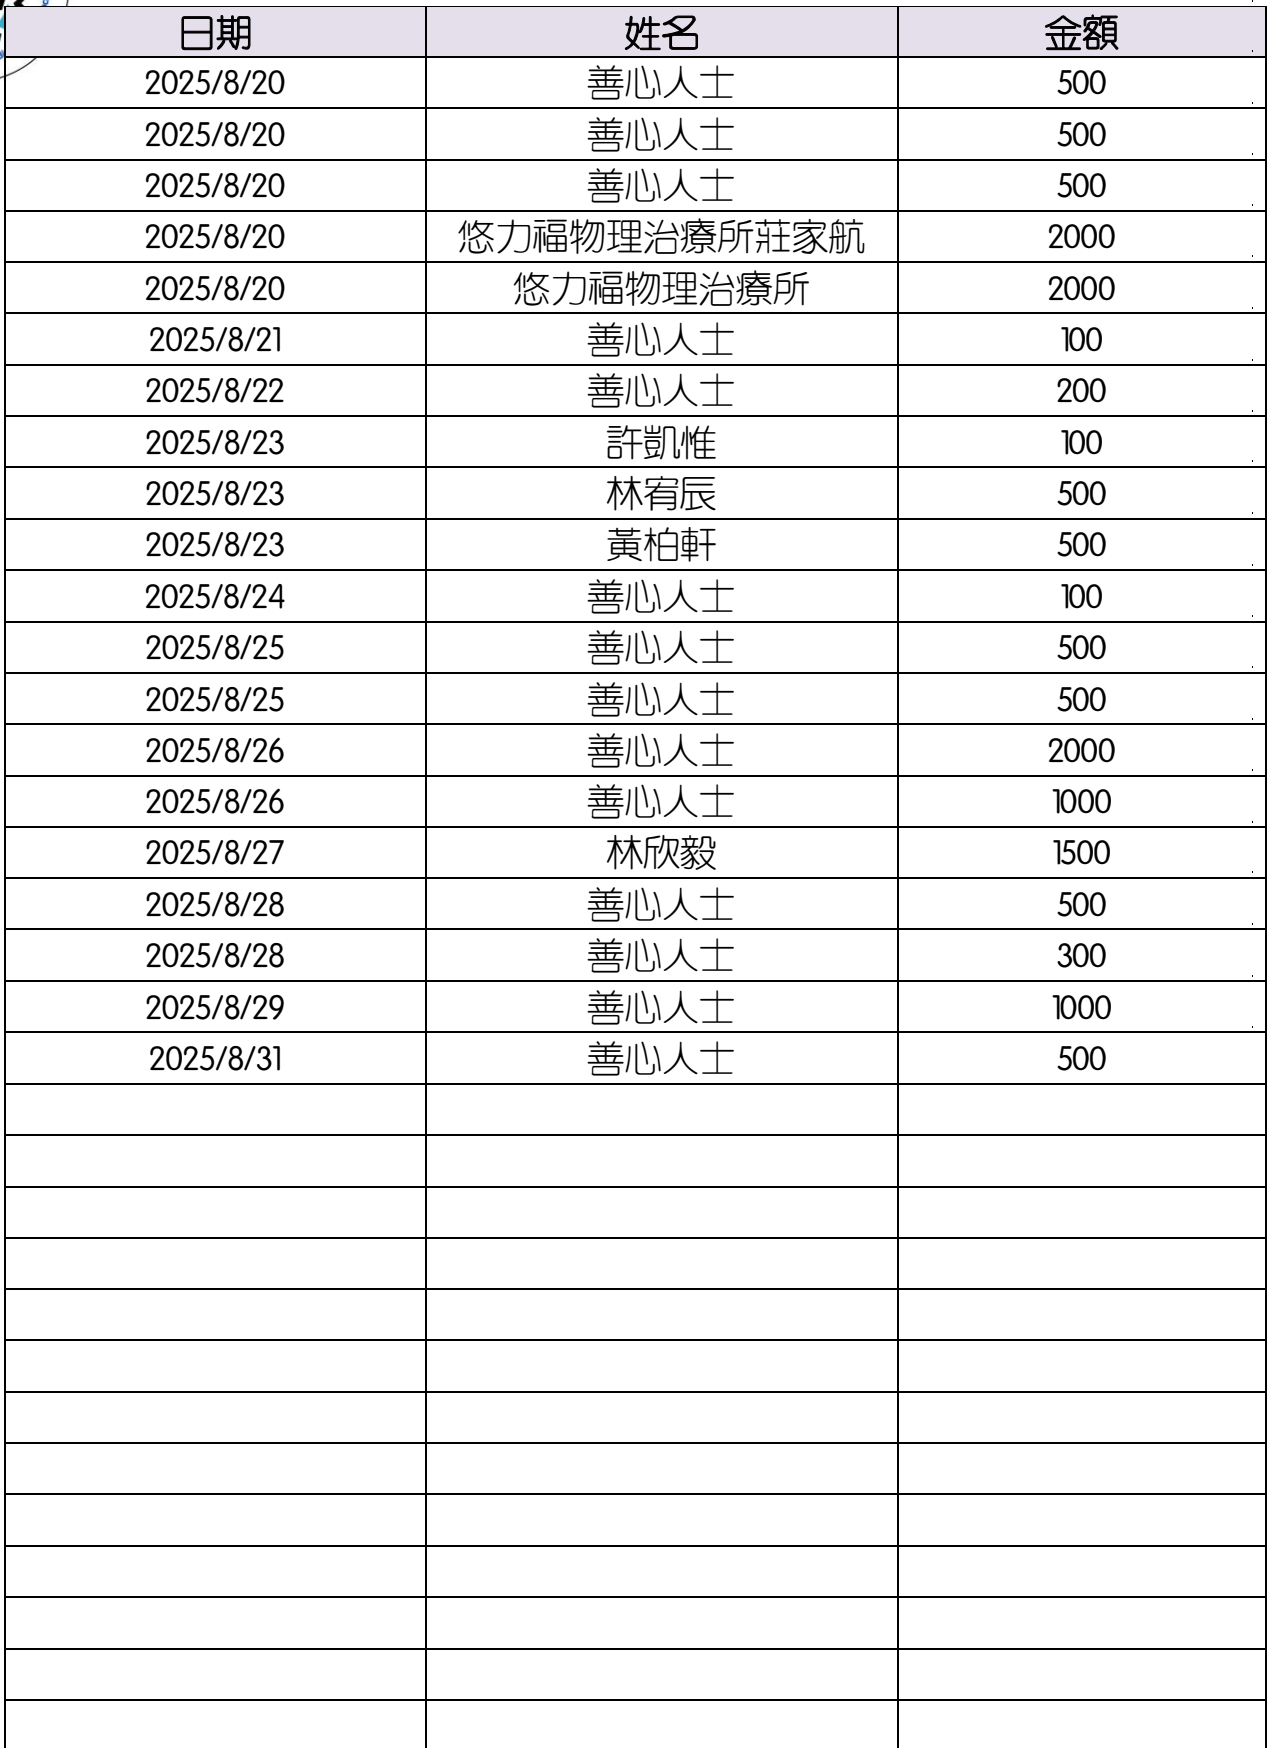 日期 姓名 金額
2025/8/20 善心人士 500
2025/8/20 善心人士 500
2025/8/20 善心人士 500
2025/8/20 悠力福物理治療所莊家航 2000
2025/8/20 悠力福物理治療所 2000
2025/8/21 善心人士 100
2025/8/22 善心人士 200
2025/8/23 許凱惟 100
2025/8/23 林宥辰 500
2025/8/23 黃柏軒 500
2025/8/24 善心人士 100
2025/8/25 善心人士 500
2025/8/25 善心人士 500
2025/8/26 善心人士 2000
2025/8/26 善心人士 1000
2025/8/27 林欣毅 1500
2025/8/28 善心人士 500
2025/8/28 善心人士 300
2025/8/29 善心人士 1000
2025/8/31 善心人士 500